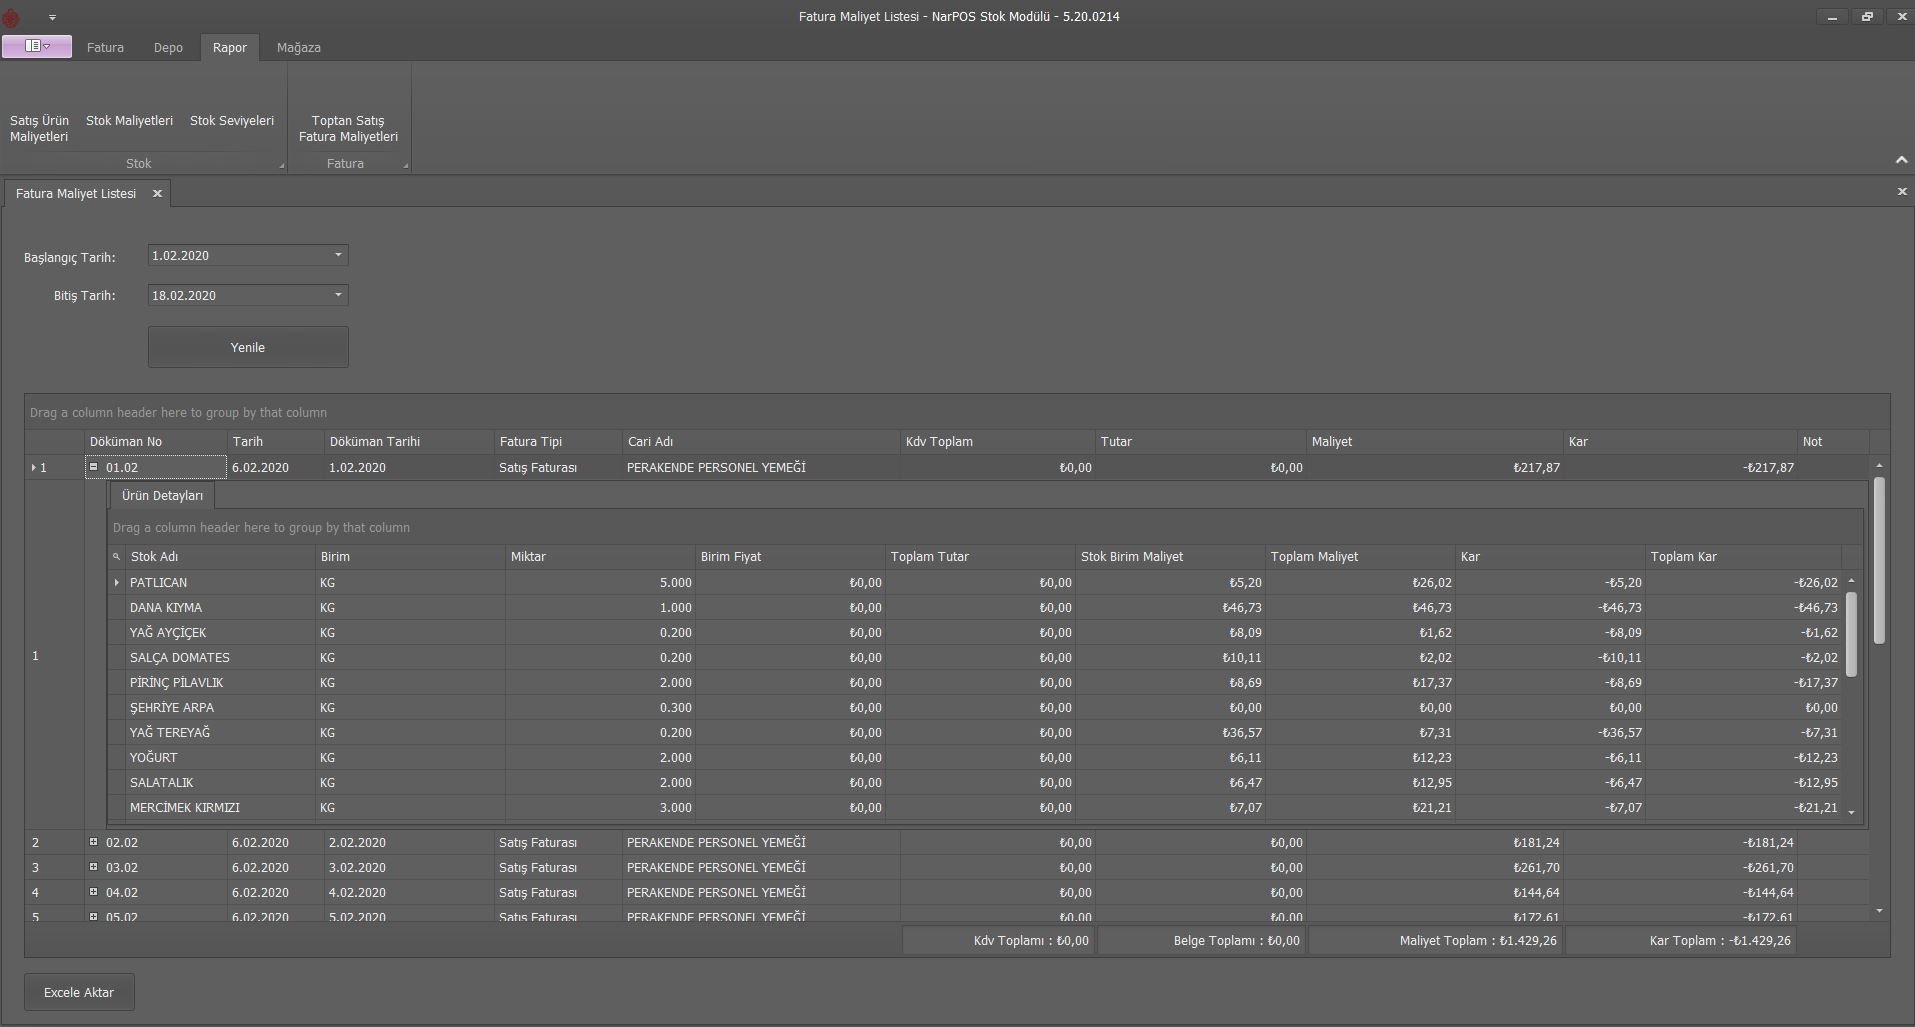 Fatura Maliyet Listesi - NarPOS Stok Modülü - 5.20.0214
Fatura Depo Rapor Mağaza
Satış Ürün Maliyetleri Stok Maliyetleri Stok Seviyeleri Toptan Satış Fatura Maliyetleri
Stok Fatura
Fatura Maliyet Listesi
Başlangıç Tarih: 1.02.2020
Bitiş Tarih: 18.02.2020
Yenile
Drag a column header here to group by that column
Döküman No Tarih Döküman Tarihi Fatura Tipi Cari Adı Kdv Toplam Tutar Maliyet Kar Not
1 01.02 6.02.2020 1.02.2020 Satış Faturası PERAKENDE PERSONEL YEMEĞİ ₺0,00 ₺0,00 ₺217,87 -₺217,87
Ürün Detayları
Drag a column header here to group by that column
Stok Adı Birim Miktar Birim Fiyat Toplam Tutar Stok Birim Maliyet Toplam Maliyet Kar Toplam Kar
PATLICAN KG 5.000 ₺0,00 ₺0,00 ₺5,20 ₺26,02 -₺5,20 -₺26,02
DANA KIYMA KG 1.000 ₺0,00 ₺0,00 ₺46,73 ₺46,73 -₺46,73 -₺46,73
YAĞ AYÇİÇEK KG 0.200 ₺0,00 ₺0,00 ₺8,09 ₺1,62 -₺8,09 -₺1,62
1 SALÇA DOMATES KG 0.200 ₺0,00 ₺0,00 ₺10,11 ₺2,02 -₺10,11 -₺2,02
PİRİNÇ PİLAVLIK KG 2.000 ₺0,00 ₺0,00 ₺8,69 ₺17,37 -₺8,69 -₺17,37
ŞEHRİYE ARPA KG 0.300 ₺0,00 ₺0,00 ₺0,00 ₺0,00 ₺0,00 ₺0,00
YAĞ TEREYAĞ KG 0.200 ₺0,00 ₺0,00 ₺36,57 ₺7,31 -₺36,57 -₺7,31
YOĞURT KG 2.000 ₺0,00 ₺0,00 ₺6,11 ₺12,23 -₺6,11 -₺12,23
SALATALIK KG 2.000 ₺0,00 ₺0,00 ₺6,47 ₺12,95 -₺6,47 -₺12,95
MERCİMEK KIRMIZI KG 3.000 ₺0,00 ₺0,00 ₺7,07 ₺21,21 -₺7,07 -₺21,21
2 02.02 6.02.2020 2.02.2020 Satış Faturası PERAKENDE PERSONEL YEMEĞİ ₺0,00 ₺0,00 ₺181,24 -₺181,24
3 03.02 6.02.2020 3.02.2020 Satış Faturası PERAKENDE PERSONEL YEMEĞİ ₺0,00 ₺0,00 ₺261,70 -₺261,70
4 04.02 6.02.2020 4.02.2020 Satış Faturası PERAKENDE PERSONEL YEMEĞİ ₺0,00 ₺0,00 ₺144,64 -₺144,64
5 05.02 6.02.2020 5.02.2020 Satış Faturası PERAKENDE PERSONEL YEMEĞİ ₺0,00 ₺0,00 ₺172,61 -₺172,61
Kdv Toplamı : ₺0,00 Belge Toplamı : ₺0,00 Maliyet Toplam : ₺1.429,26 Kar Toplam : -₺1.429,26
Excele Aktar